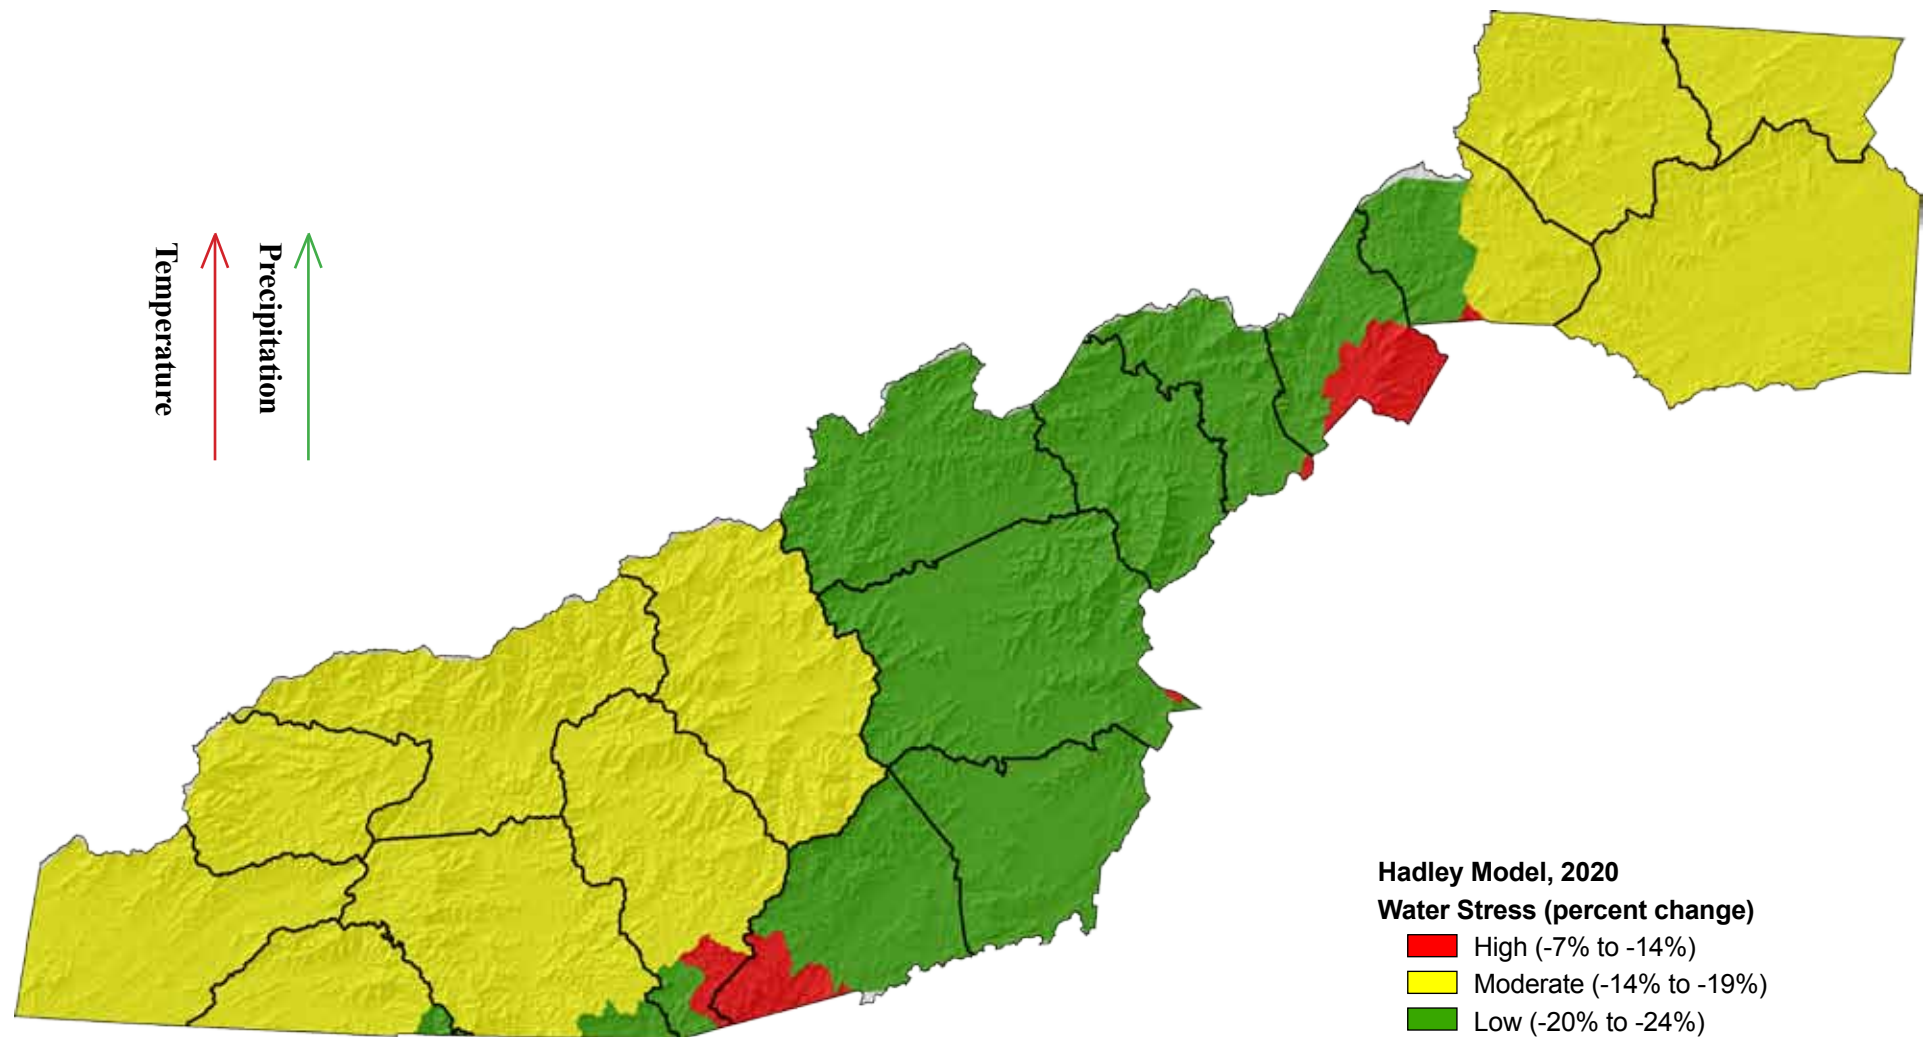 Temperature
Precipitation
Hadley Model, 2020
Water Stress (percent change)
High (-7% to -14%)
Moderate (-14% to -19%)
Low (-20% to -24%)